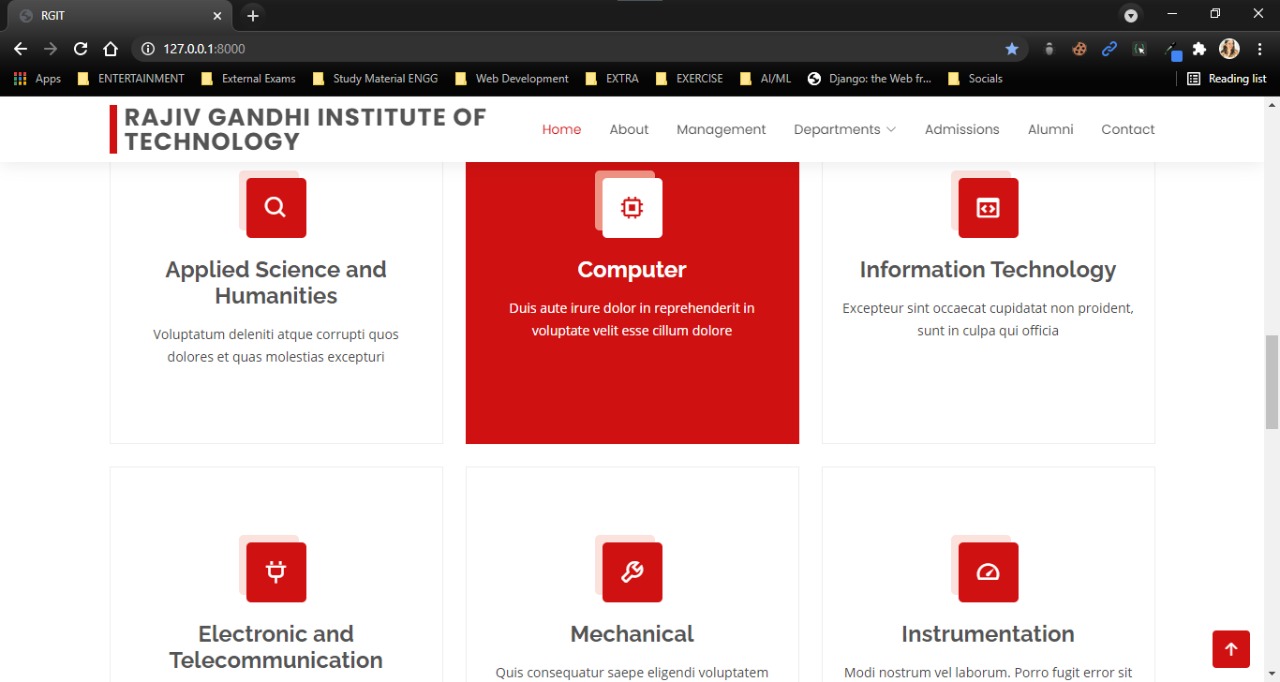 RGIT
127.0.0.1:8000
Apps ENTERTAINMENT External Exams Study Material ENGG Web Development EXTRA EXERCISE AI/ML Django: the Web fr... Socials Reading list
RAJIV GANDHI INSTITUTE OF
TECHNOLOGY
Home About Management Departments Admissions Alumni Contact
Applied Science and
Humanities
Voluptatum deleniti atque corrupti quos
dolores et quas molestias excepturi
Computer
Duis aute irure dolor in reprehenderit in
voluptate velit esse cillum dolore
Information Technology
Excepteur sint occaecat cupidatat non proident,
sunt in culpa qui officia
Electronic and
Telecommunication
Mechanical
Quis consequatur saepe eligendi voluptatem
Instrumentation
Modi nostrum vel laborum. Porro fugit error sit